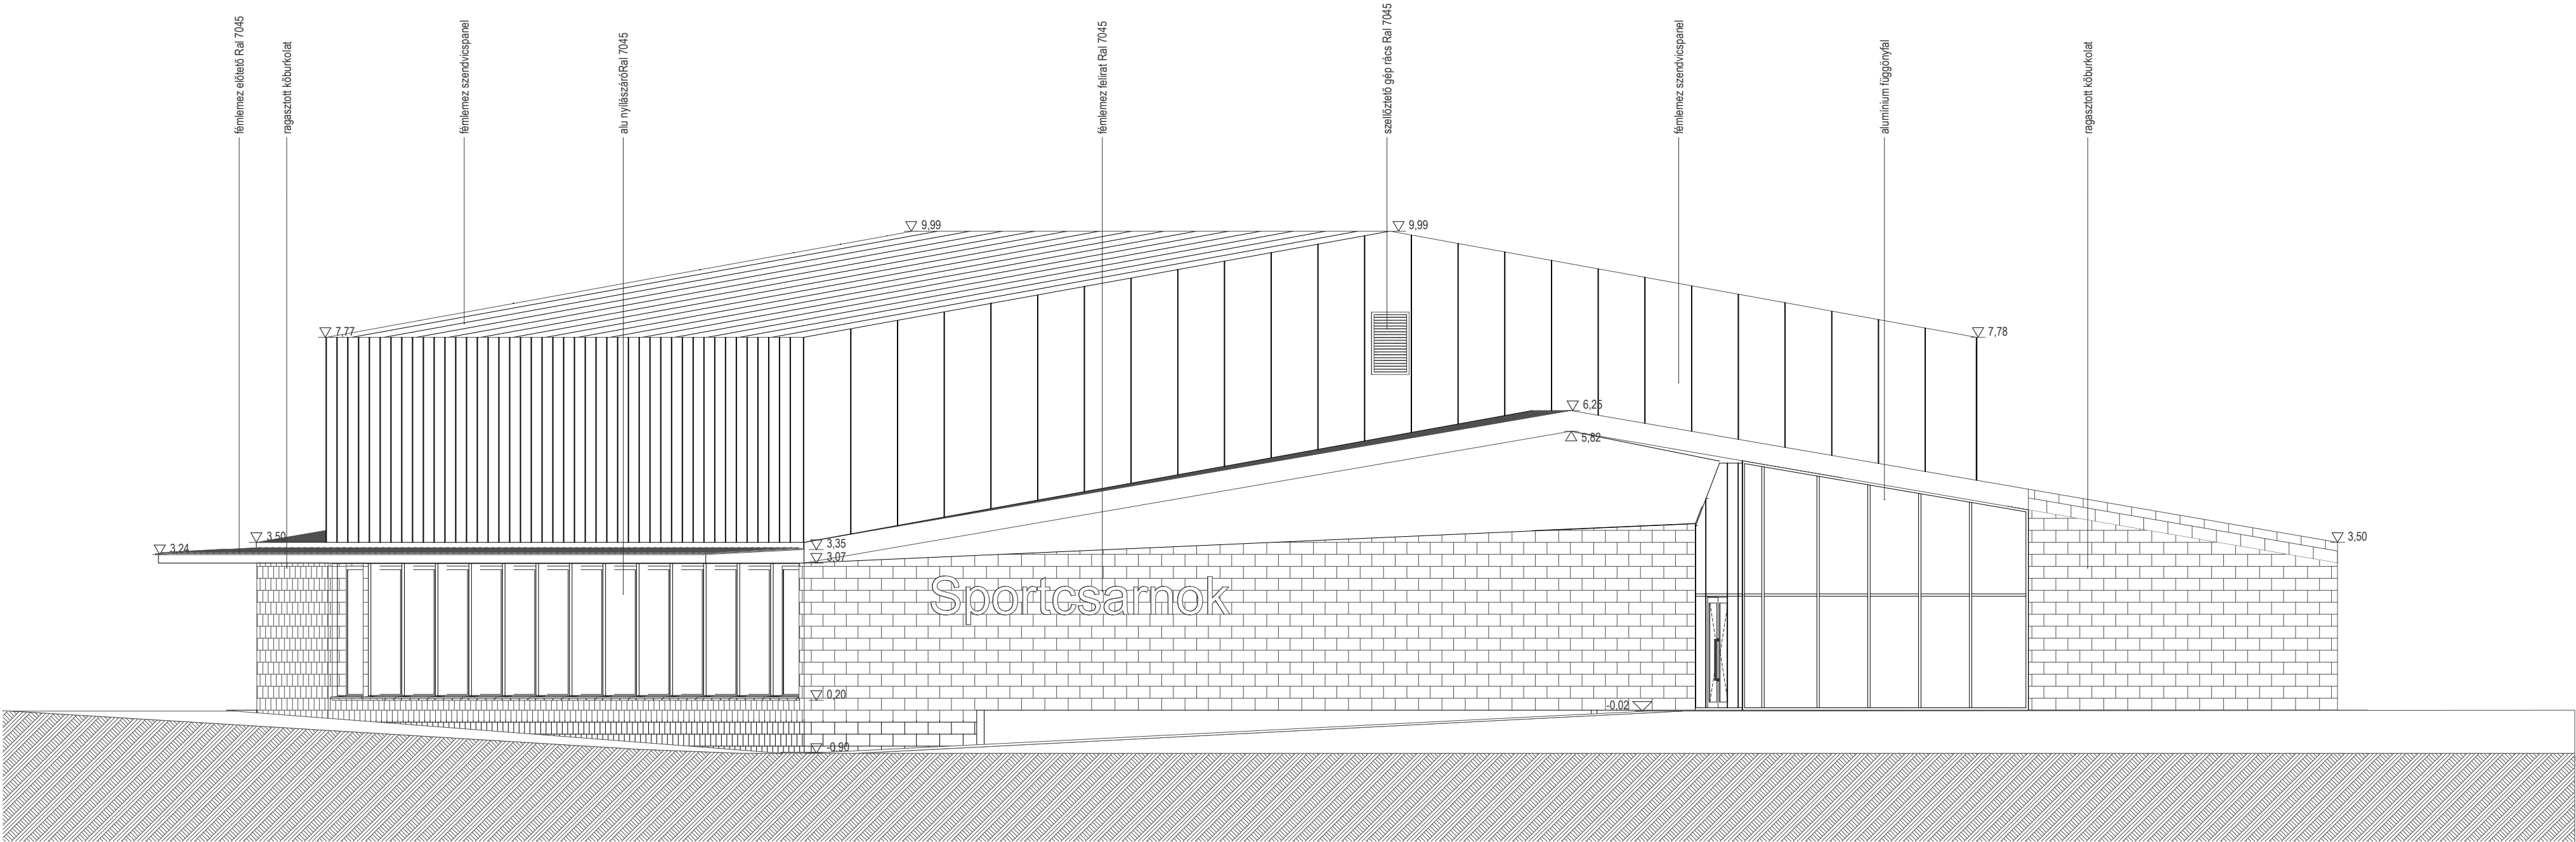 fémlemez előtető Ral 7045
ragasztott kőburkolat
fémlemez szendvicspanel
alu nyílászáróRal 7045
fémlemez felirat Ral 7045
szellőztető gép rács Ral 7045
fémlemez szendvicspanel
alumínium függönyfal
ragasztott kőburkolat
9,99
9,99
7,77
7,78
6,25
5,82
3,50
3,24
3,35
3,07
3,50
Sportcsarnok
0,20
-0,02
-0,90